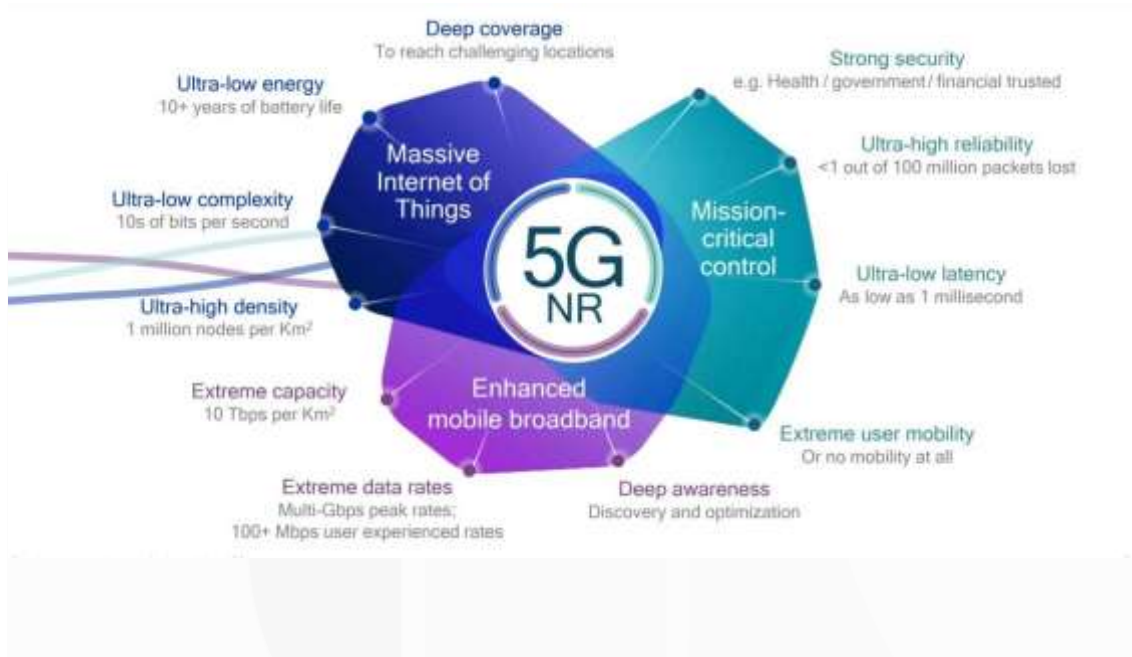 Deep coverage
To reach challenging locations
Ultra-low energy
10+ years of battery life
Ultra-low complexity
10s of bits per second
Ultra-high density
1 million nodes per Km²
Massive
Internet of
Things
Strong security
e.g. Health / government / financial trusted
Ultra-high reliability
<1 out of 100 million packets lost
Ultra-low latency
As low as 1 millisecond
Extreme user mobility
Or no mobility at all
Mission-
critical
control
5G
NR
Enhanced
mobile broadband
Extreme capacity
10 Tbps per Km²
Extreme data rates
Multi-Gbps peak rates;
100+ Mbps user experienced rates
Deep awareness
Discovery and optimization